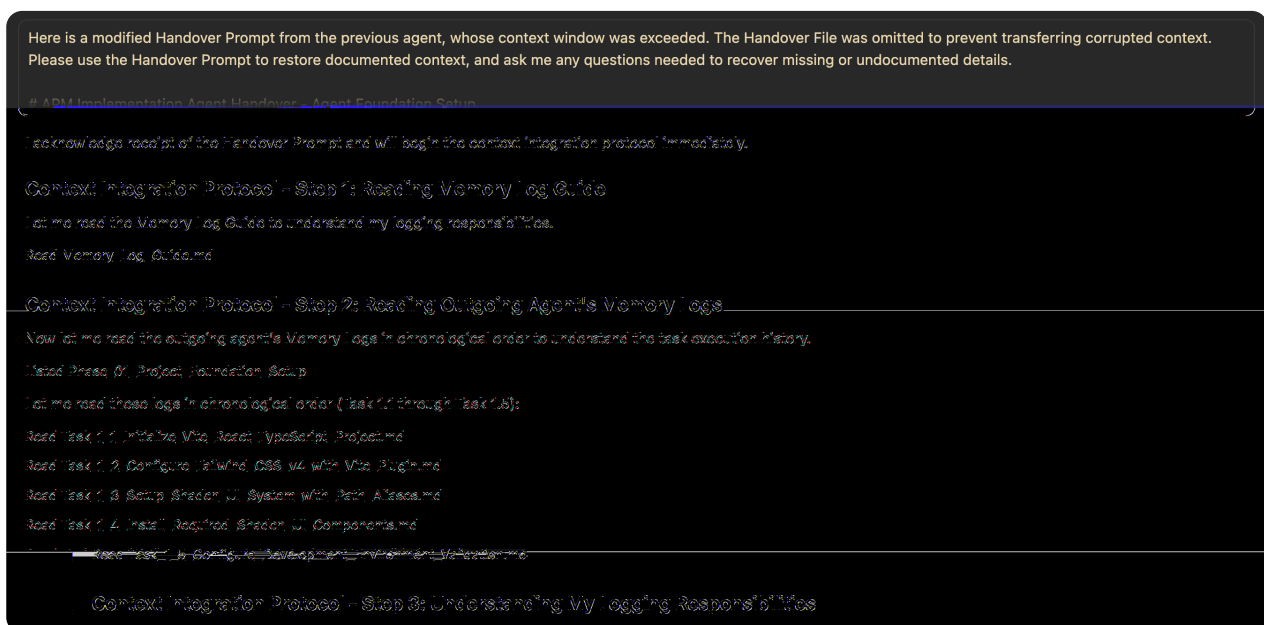 Here is a modified Handover Prompt from the previous agent, whose context window was exceeded. The Handover File was omitted to prevent transferring corrupted context.
Please use the Handover Prompt to restore documented context, and ask me any questions needed to recover missing or undocumented details.
# APM Implementation Agent Handover – Agent Foundation Setup
I acknowledge receipt of the Handover Prompt and will begin the context integration protocol immediately.
Context Integration Protocol - Step 1: Reading Memory Log Guide
Let me read the Memory Log Guide to understand my logging responsibilities.
Read Memory_Log_Guide.md
Context Integration Protocol - Step 2: Reading Outgoing Agent's Memory Logs
Now let me read the outgoing agent's Memory Logs in chronological order to understand the task execution history.
Listed Phase_01_Project_Foundation_Setup
Let me read these logs in chronological order (Task 1.1 through Task 1.5):
Read Task_1_1_Initialize_Vite_React_TypeScript_Project.md
Read Task_1_2_Configure_Tailwind_CSS_v4_with_Vite_Plugin.md
Read Task_1_3_Setup_Shadcn_UI_System_with_Path_Aliases.md
Read Task_1_4_Install_Required_Shadcn_UI_Components.md
Read Task_1_5_Configure_Development_Environment_Validation.md
Context Integration Protocol - Step 3: Understanding My Logging Responsibilities